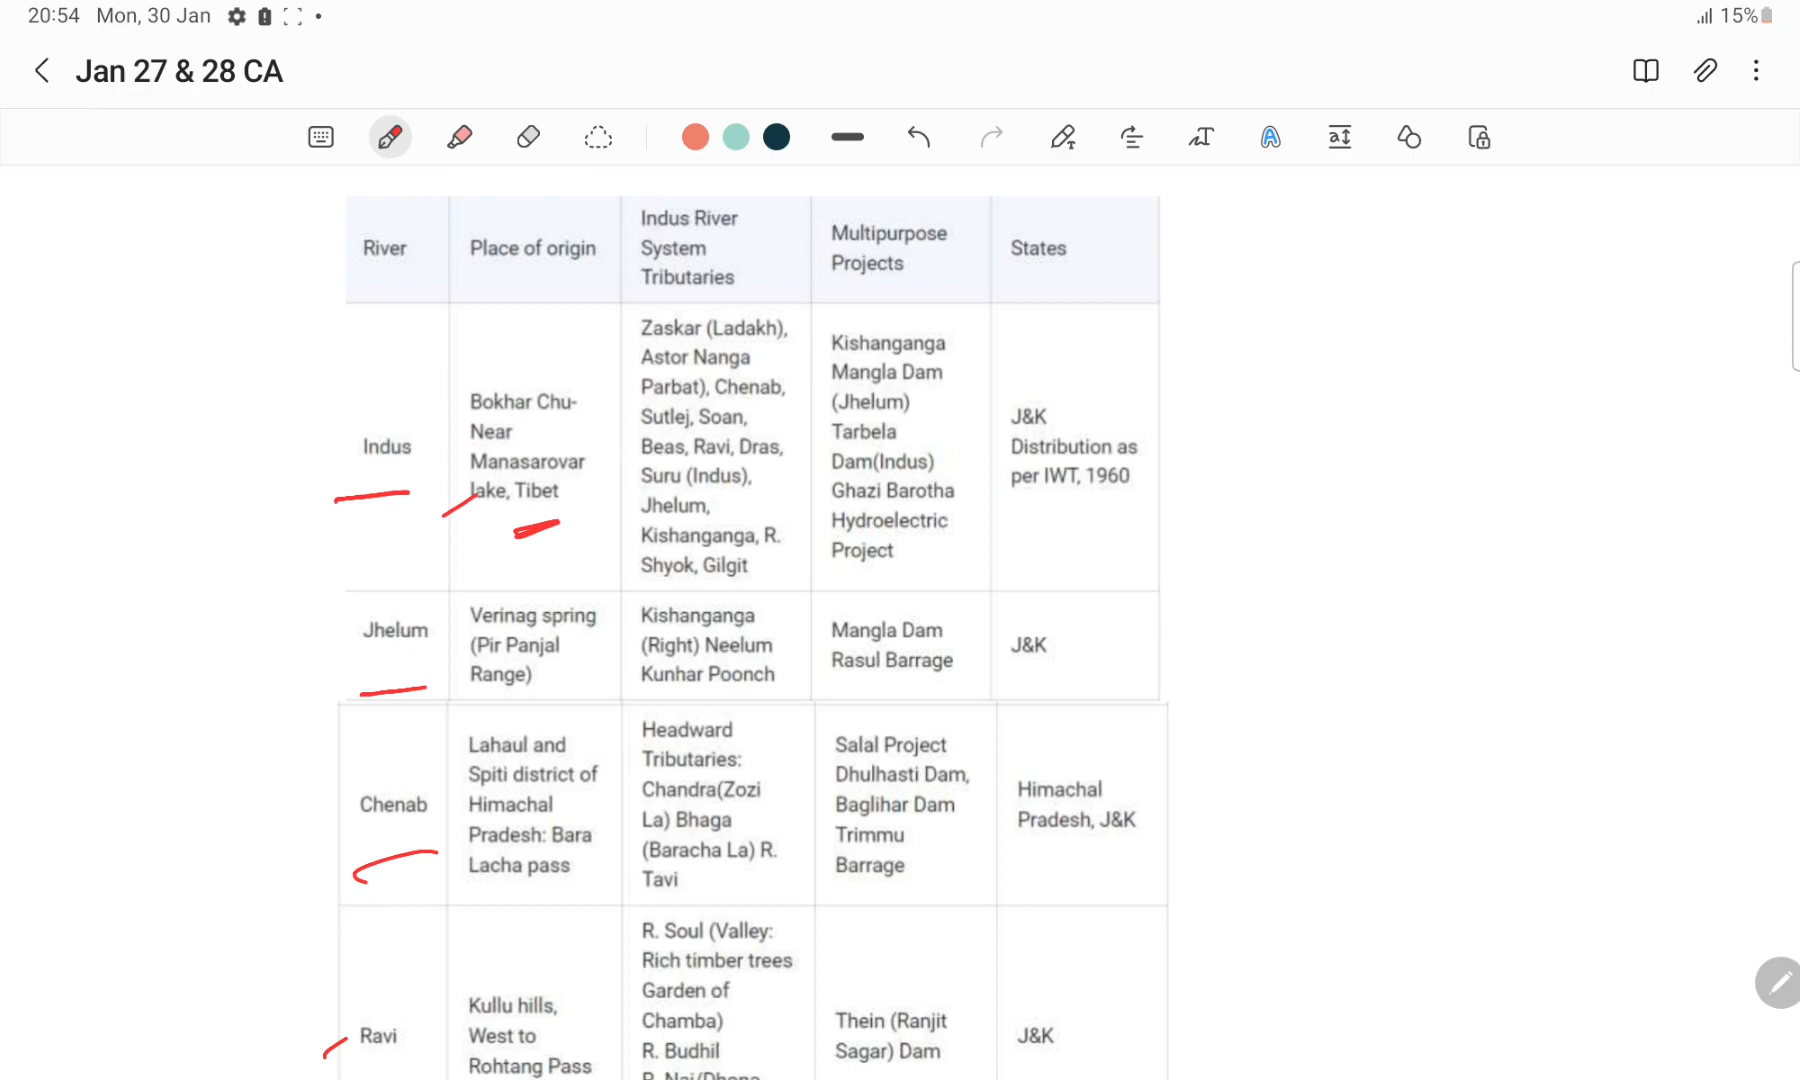 20:54 Mon, 30 Jan
15%
Jan 27 & 28 CA
River
Place of origin
Indus River
System
Tributaries
Multipurpose
Projects
States
Indus
Bokhar Chu-
Near
Manasarovar
lake, Tibet
Zaskar (Ladakh),
Astor Nanga
Parbat), Chenab,
Sutlej, Soan,
Beas, Ravi, Dras,
Suru (Indus),
Jhelum,
Kishanganga, R.
Shyok, Gilgit
Kishanganga
Mangla Dam
(Jhelum)
Tarbela
Dam(Indus)
Ghazi Barotha
Hydroelectric
Project
J&K
Distribution as
per IWT, 1960
Jhelum
Verinag spring
(Pir Panjal
Range)
Kishanganga
(Right) Neelum
Kunhar Poonch
Mangla Dam
Rasul Barrage
J&K
Chenab
Lahaul and
Spiti district of
Himachal
Pradesh: Bara
Lacha pass
Headward
Tributaries:
Chandra(Zozi
La) Bhaga
(Baracha La) R.
Tavi
Salal Project
Dhulhasti Dam,
Baglihar Dam
Trimmu
Barrage
Himachal
Pradesh, J&K
Ravi
Kullu hills,
West to
Rohtang Pass
R. Soul (Valley:
Rich timber trees
Garden of
Chamba)
R. Budhil
Thein (Ranjit
Sagar) Dam
J&K